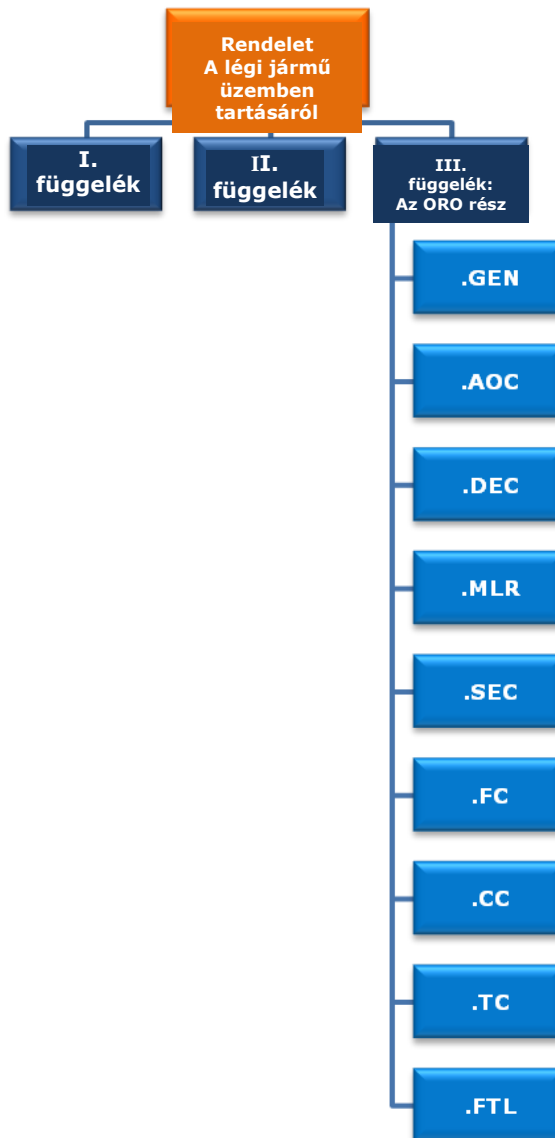 Rendelet
A légi jármű
üzemben
tartásáról
I.
függelék
II.
függelék
III.
függelék:
Az ORO rész
.GEN
.AOC
.DEC
.MLR
.SEC
.FC
.CC
.TC
.FTL